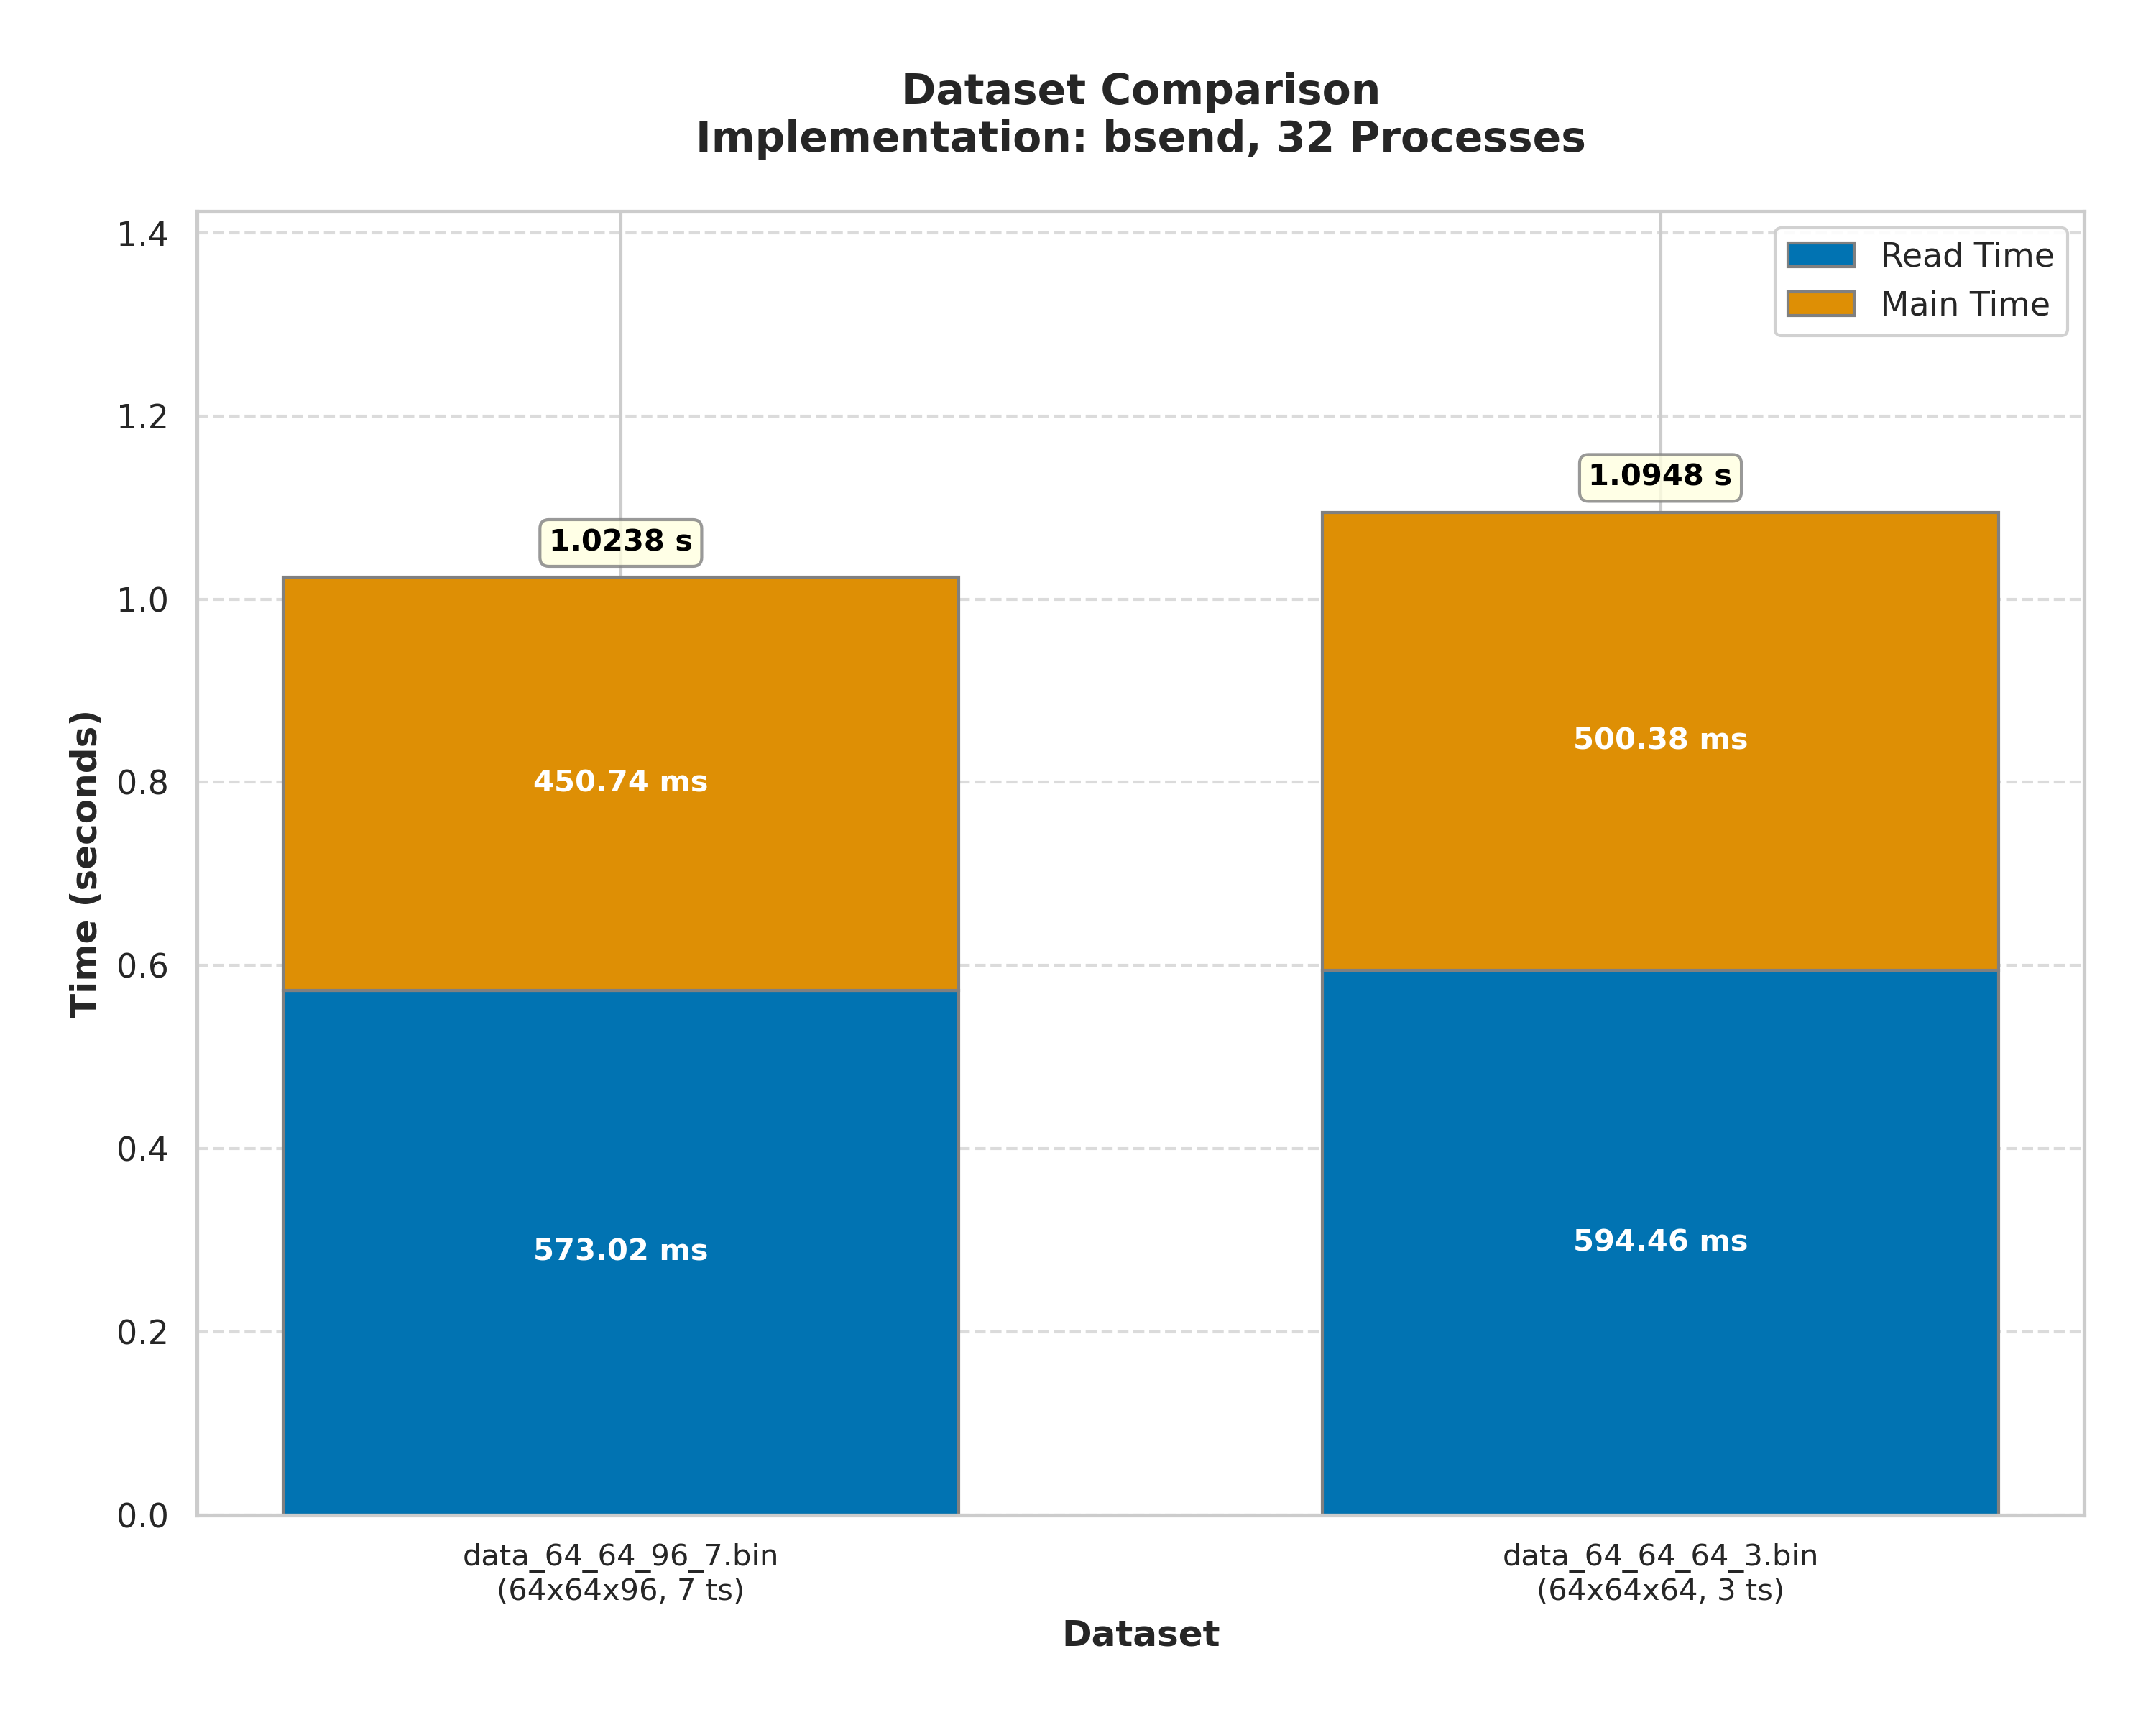 Dataset Comparison
Implementation: bsend, 32 Processes
Time (seconds)
1.4
1.2
1.0
0.8
0.6
0.4
0.2
0.0
Read Time
Main Time
1.0238 s
1.0948 s
450.74 ms
500.38 ms
573.02 ms
594.46 ms
data_64_64_96_7.bin
(64x64x96, 7 ts)
data_64_64_64_3.bin
(64x64x64, 3 ts)
Dataset